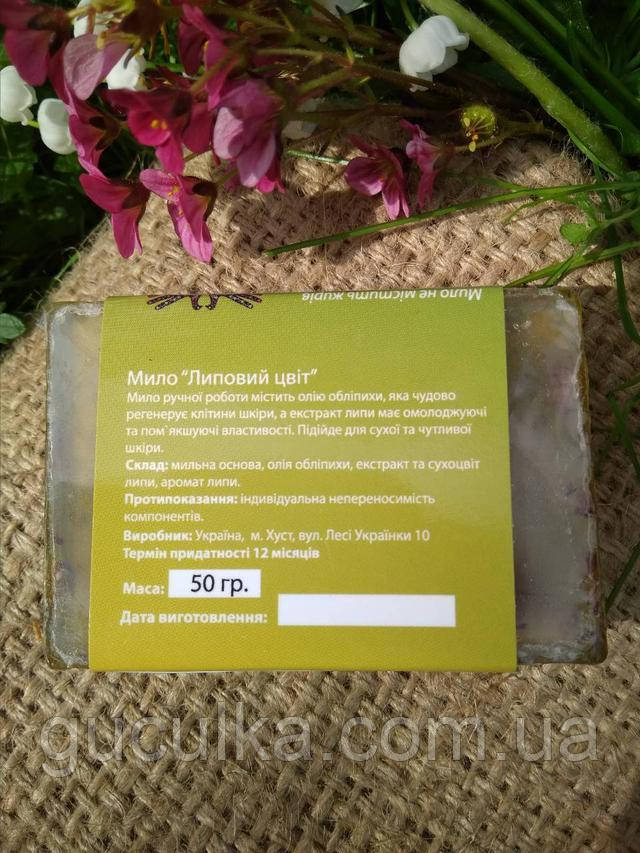 Мило не містить жирів
Мило "Липовий цвіт"
Мило ручної роботи містить олію обліпихи, яка чудово
регенерує клітини шкіри, а екстракт липи має омолоджуючі
та пом`якшуючі властивості. Підійде для сухої та чутливої
шкіри.
Склад: мильна основа, олія обліпихи, екстракт та сухоцвіт
липи, аромат липи.
Протипоказання: індивідуальна непереносимість
компонентів.
Виробник: Україна, м. Хуст, вул. Лесі Українки 10
Термін придатності 12 місяців
Маса: 50 гр.
Дата виготовлення:
guculka.com.ua